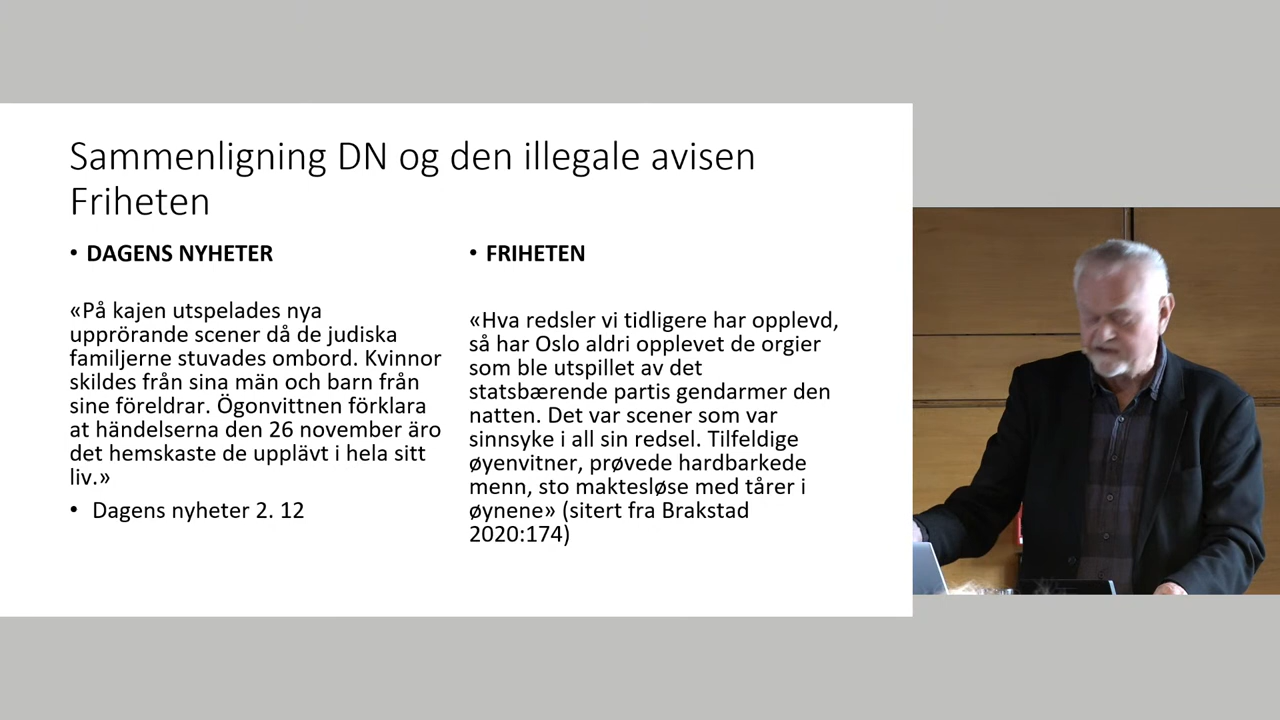 Sammenligning DN og den illegale avisen
Friheten
• DAGENS NYHETER
«På kajen utspelades nya
upprörande scener då de judiska
familjerne stuvades ombord. Kvinnor
skildes från sina män och barn från
sine föreldrar. Ögonvittnen förklara
at händelserna den 26 november äro
det hemskaste de upplävt i hela sitt
liv.»
• Dagens nyheter 2. 12
• FRIHETEN
«Hva redsler vi tidligere har opplevd,
så har Oslo aldri opplevet de orgier
som ble utspillet av det
statsbærende partis gendarmer den
natten. Det var scener som var
sinnsyke i all sin redsel. Tilfeldige
øyenvitner, prøvede hardbarkede
menn, sto maktesløse med tårer i
øynene» (sitert fra Brakstad
2020:174)